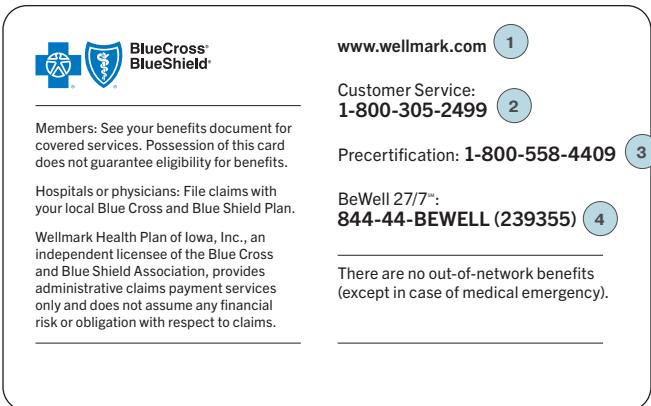 BlueCross®
BlueShield®
Members: See your benefits document for
covered services. Possession of this card
does not guarantee eligibility for benefits.
Hospitals or physicians: File claims with
your local Blue Cross and Blue Shield Plan.
Wellmark Health Plan of Iowa, Inc., an
independent licensee of the Blue Cross
and Blue Shield Association, provides
administrative claims payment services
only and does not assume any financial
risk or obligation with respect to claims.
www.wellmark.com 1
Customer Service:
1-800-305-2499 2
Precertification: 1-800-558-4409 3
BeWell 27/7℠:
844-44-BEWELL (239355) 4
There are no out-of-network benefits
(except in case of medical emergency).